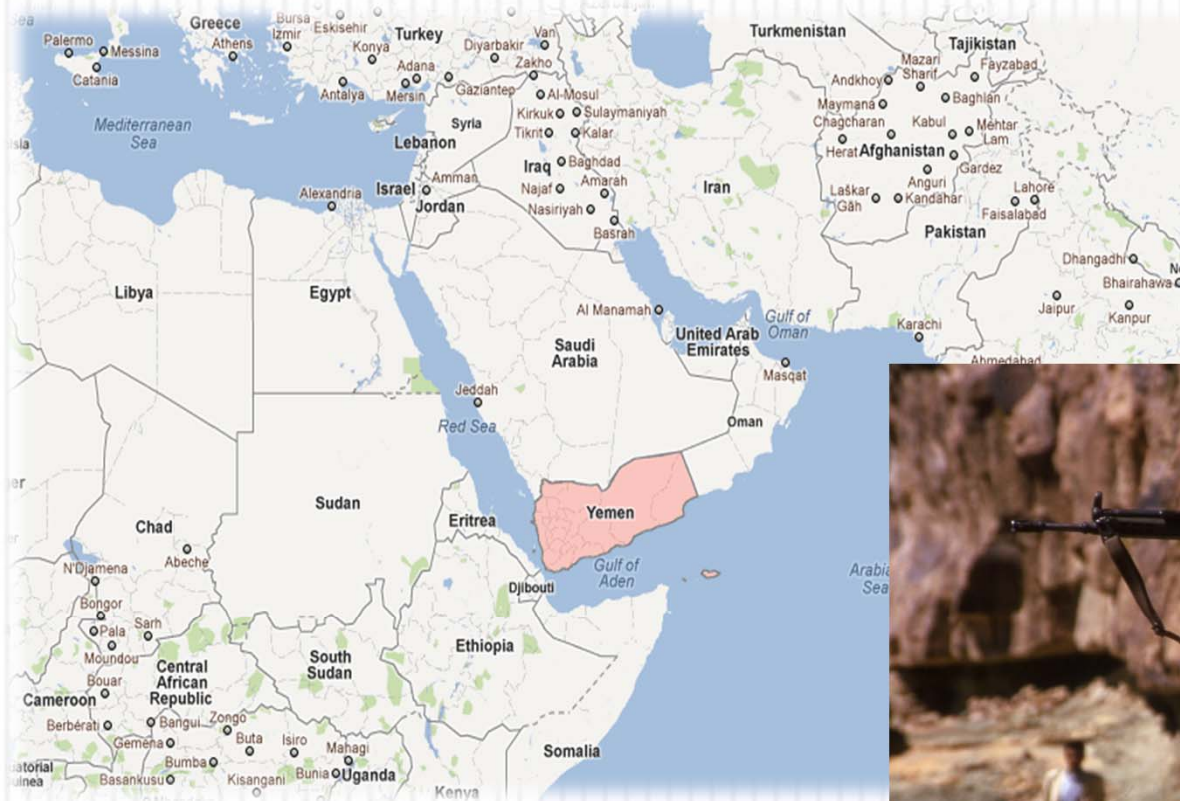 Sea
Greece
Bursa
Izmir
Eskisehir
Turkey
Van
Turkmenistan
Tajikistan
Palermo
Messina
Athens
Konya
Diyarbakir
Zakho
Mazari
Sharif
Fayzabad
Catania
Adana
Andkhoy
Antalya
Mersin
Gaziantep
Al-Mosul
Baghlan
Maymana
Mediterranean
Sea
Syria
Kirkuk
Sulaymaniyah
Chagcharan
Kabul
Mehtar
Lam
Tikrit
Kalar
Lebanon
Herat
Afghanistan
Iraq
Baghdad
Gardez
Israel
Amman
Najaf
Amarah
Iran
Anguri
Alexandria
Jordan
Laškar
Gāh
Kandahar
Lahore
Nasiriyah
Faisalabad
Basrah
Pakistan
Dhangadhi
Libya
Egypt
Bhairahawa
Al Manamah
Jaipur
Kanpur
Gulf of
Oman
United Arab
Emirates
Karachi
Saudi
Arabia
Ahmedabad
Masqat
Jeddah
Red Sea
Oman
Sudan
Yemen
Chad
Eritrea
Abeche
Gulf of
Aden
N'Djamena
Djibouti
Bongor
Pala
Sarh
Moundou
Ethiopia
South
Sudan
Central
African
Republic
Bouar
Cameroon
Berbérati
Bangui
Zongo
Gemena
Buta
Isiro
Mahagi
Somalia
Bumba
Bunia
Uganda
Basankusu
Kisangani
Kenya